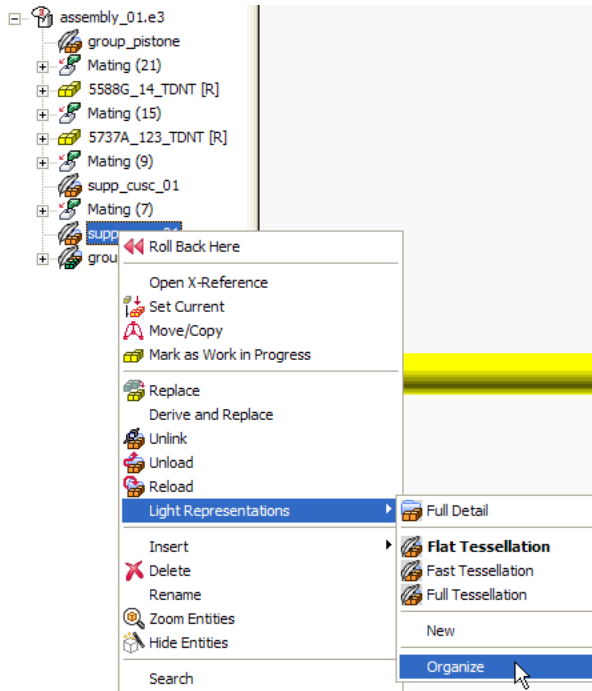 assembly_01.e3
group_pistone
Mating (21)
5588G_14_TDNT [R]
Mating (15)
5737A_123_TDNT [R]
Mating (9)
supp_cusc_01
Mating (7)
Roll Back Here
Open X-Reference
Set Current
Move/Copy
Mark as Work in Progress
Replace
Derive and Replace
Unlink
Unload
Reload
Light Representations
Full Detail
Insert
Flat Tessellation
Delete
Fast Tessellation
Rename
Full Tessellation
Zoom Entities
New
Hide Entities
Organize
Search